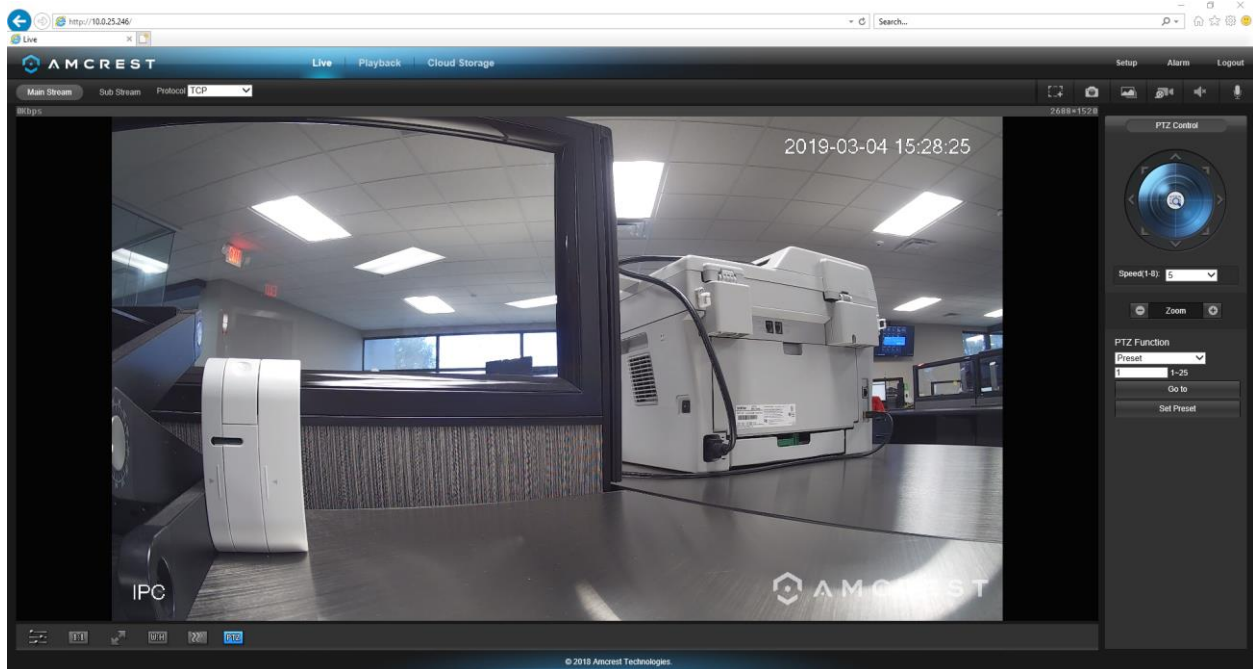 http://10.0.25.246/
Search...
Live
AMCREST
Live
Playback
Cloud Storage
Setup
Alarm
Logout
Main Stream
Sub Stream
Protocol TCP
0Kbps
2688*1520
2019-03-04 15:28:25
IPC
AMCREST
PTZ Control
Speed(1-8): 5
Zoom
PTZ Function
Preset
1
1~25
Go to
Set Preset
W:H
PTZ
© 2018 Amcrest Technologies.